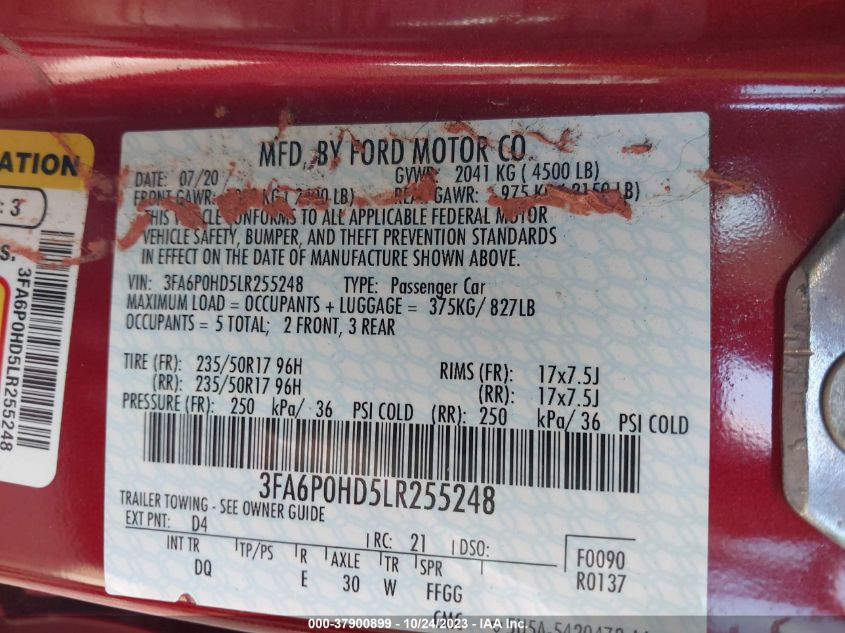 ATION
: 3
S.
3FA6P0HD5LR255248
MFD. BY FORD MOTOR CO.
DATE: 07/20 GVWR: 2041 KG ( 4500 LB)
FRONT GAWR: KG ( LB) REAR GAWR: 975 KG ( 2150 LB)
THIS VEHICLE CONFORMS TO ALL APPLICABLE FEDERAL MOTOR
VEHICLE SAFETY, BUMPER, AND THEFT PREVENTION STANDARDS
IN EFFECT ON THE DATE OF MANUFACTURE SHOWN ABOVE.
VIN: 3FA6P0HD5LR255248 TYPE: Passenger Car
MAXIMUM LOAD = OCCUPANTS + LUGGAGE = 375KG/ 827LB
OCCUPANTS = 5 TOTAL; 2 FRONT, 3 REAR
TIRE (FR): 235/50R17 96H RIMS (FR): 17x7.5J
(RR): 235/50R17 96H (RR): 17x7.5J
PRESSURE (FR): 250 kPa/ 36 PSI COLD (RR): 250 kPa/ 36 PSI COLD
3FA6P0HD5LR255248
TRAILER TOWING - SEE OWNER GUIDE
EXT PNT: D4 RC: 21 DSO: F0090
INT TR TP/PS R AXLE TR SPR R0137
DQ E 30 W FFGG
000-37900899 - 10/24/2023 - IAA Inc.